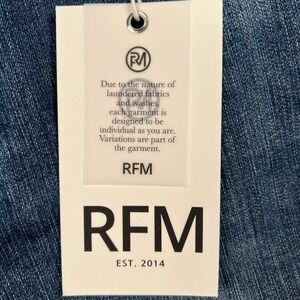 RM
Due to the nature of
laundered fabrics
and washes,
each garment is
designed to be
individual as you are.
Variations are part of
the garment.
RFM
RFM
EST. 2014